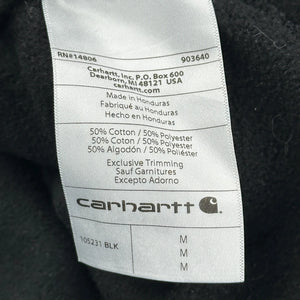 RN#14806 903640
Carhartt, Inc. P.O. Box 600
Dearborn, MI 48121 USA
carhartt.com
Made in Honduras
Fabriqué au Honduras
Hecho en Honduras
50% Cotton / 50% Polyester
50% Coton / 50% Polyester
50% Algodón / 50% Poliéster
Exclusive Trimming
Sauf Garnitures
Excepto Adorno
carhartt
105231 BLK M
M
M